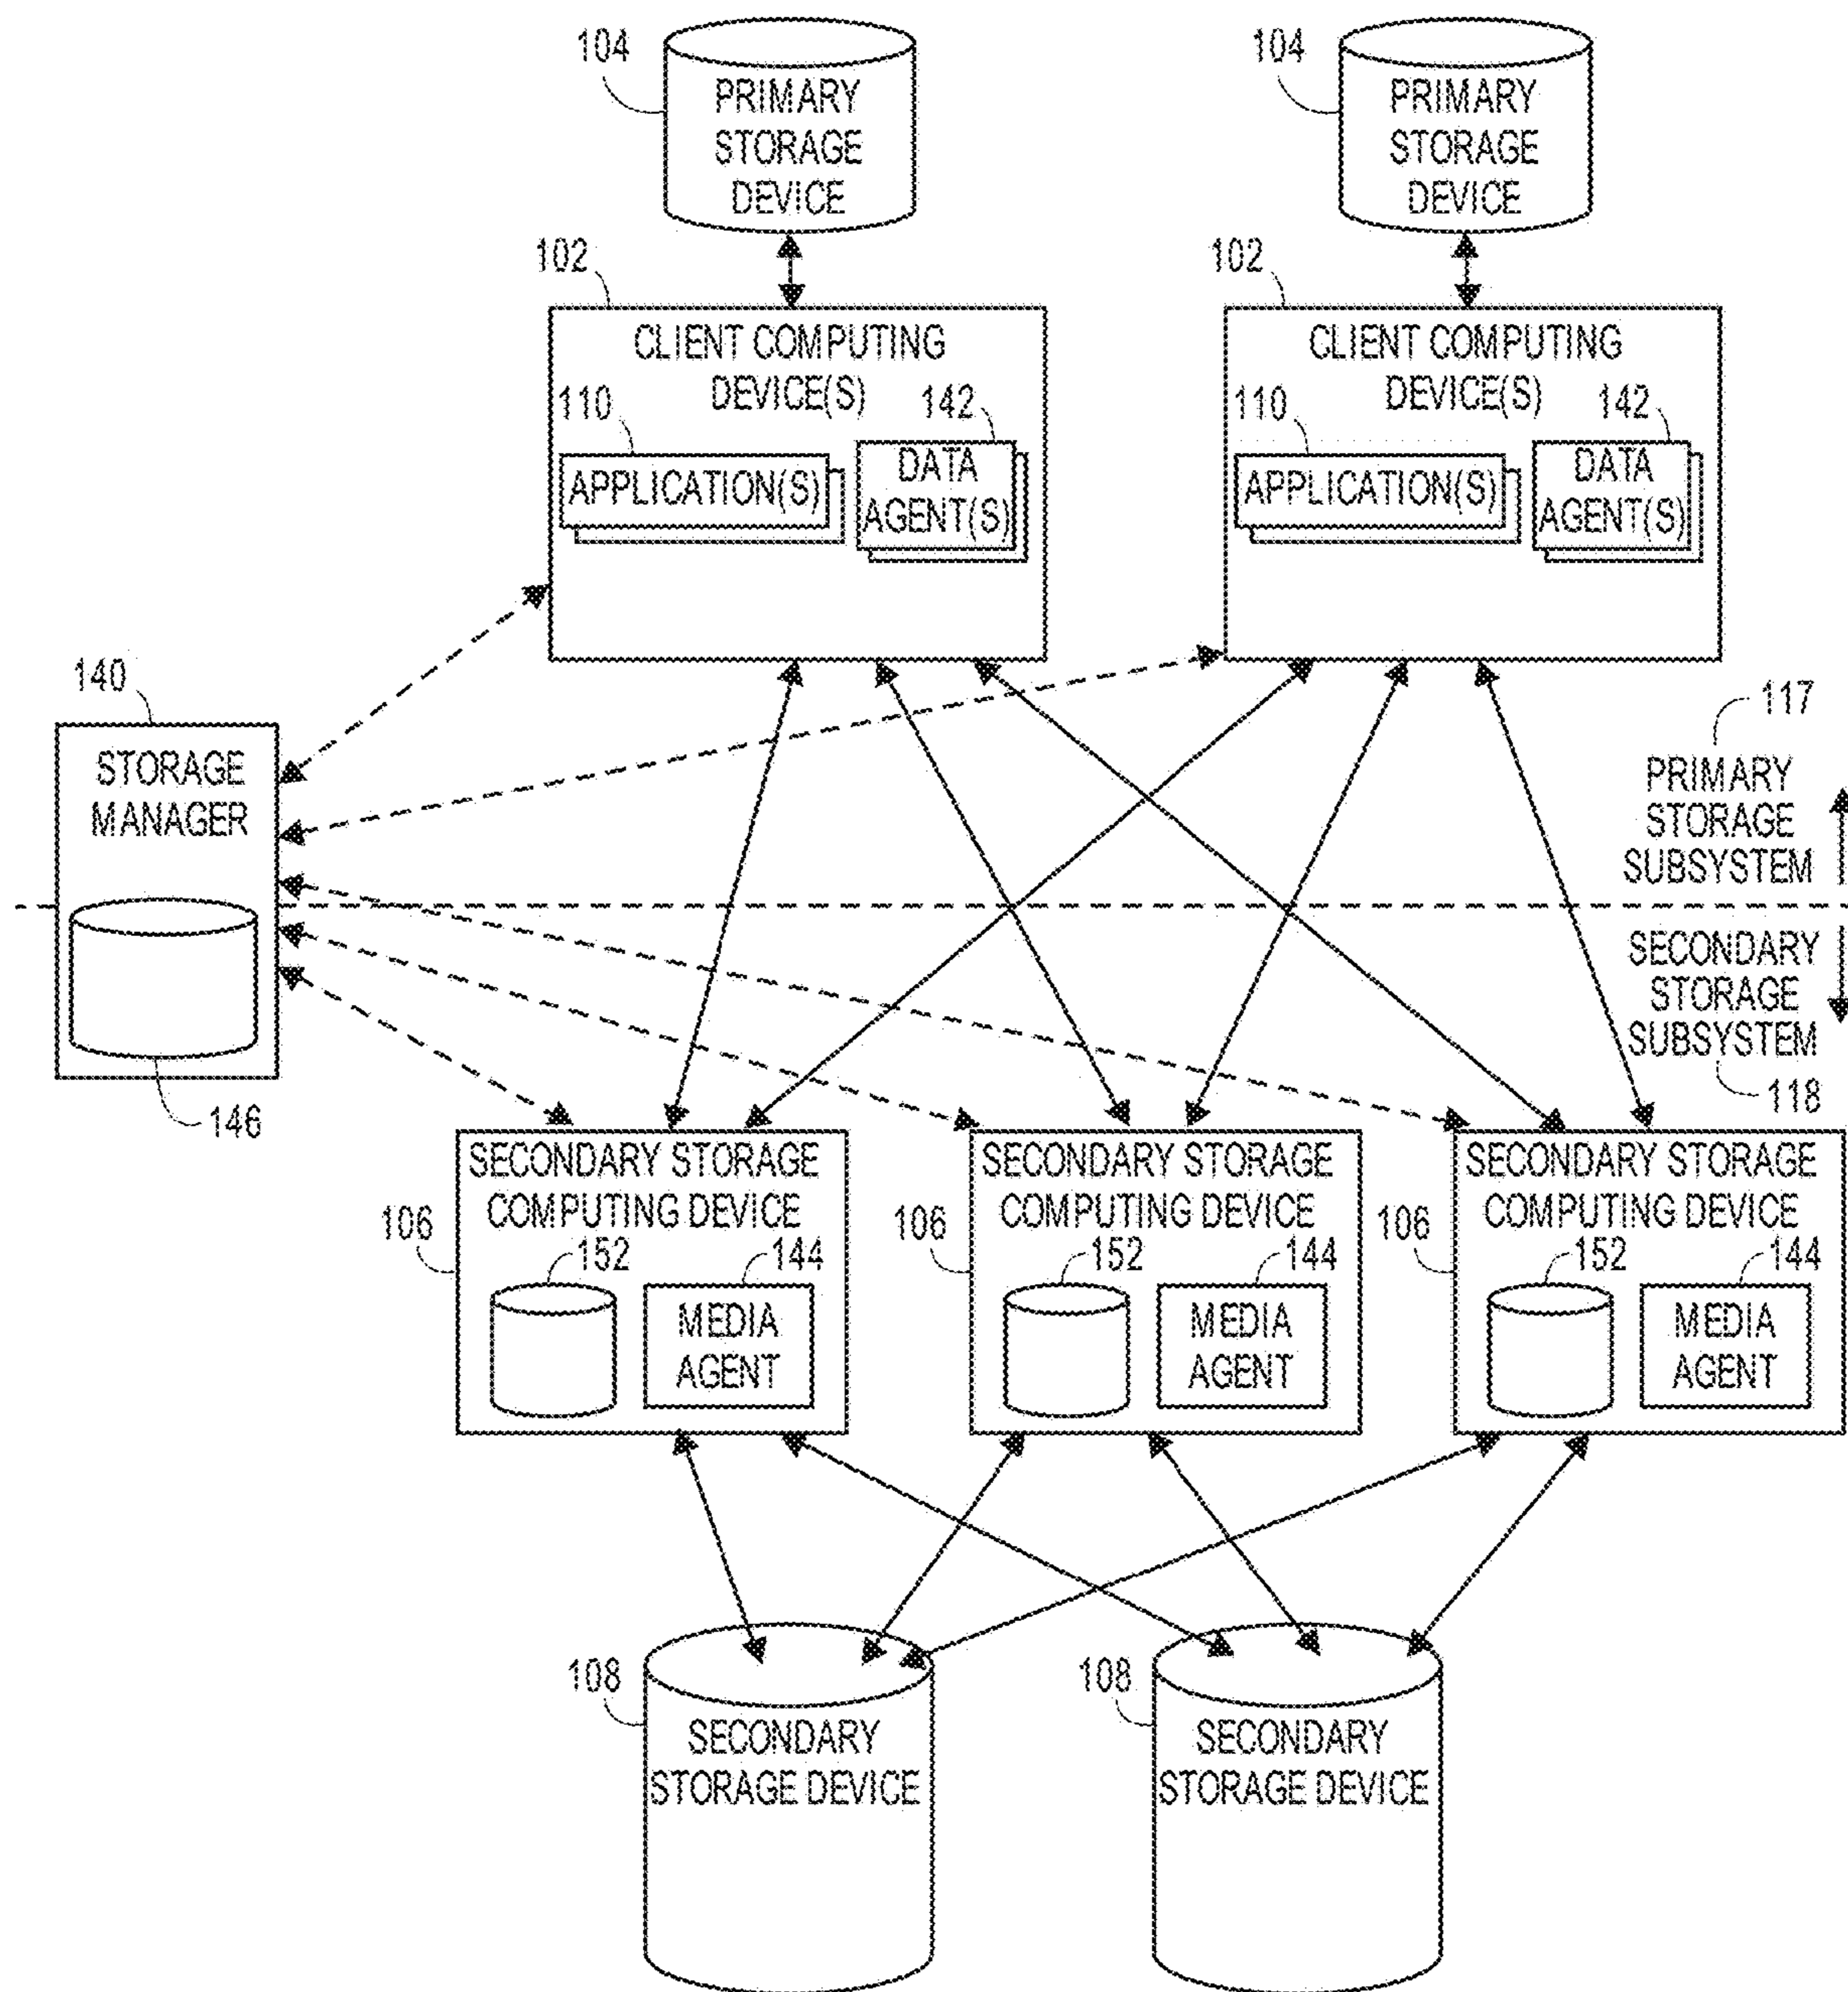 104
PRIMARY
STORAGE
DEVICE
104
PRIMARY
STORAGE
DEVICE
102
CLIENT COMPUTING
DEVICE(S)
110
142
APPLICATION(S)
DATA
AGENT(S)
102
CLIENT COMPUTING
DEVICE(S)
110
142
APPLICATION(S)
DATA
AGENT(S)
140
STORAGE
MANAGER
146
117
PRIMARY
STORAGE
SUBSYSTEM
SECONDARY
STORAGE
SUBSYSTEM
118
106
SECONDARY STORAGE
COMPUTING DEVICE
152
144
MEDIA
AGENT
106
SECONDARY STORAGE
COMPUTING DEVICE
152
144
MEDIA
AGENT
106
SECONDARY STORAGE
COMPUTING DEVICE
152
144
MEDIA
AGENT
108
SECONDARY
STORAGE DEVICE
108
SECONDARY
STORAGE DEVICE